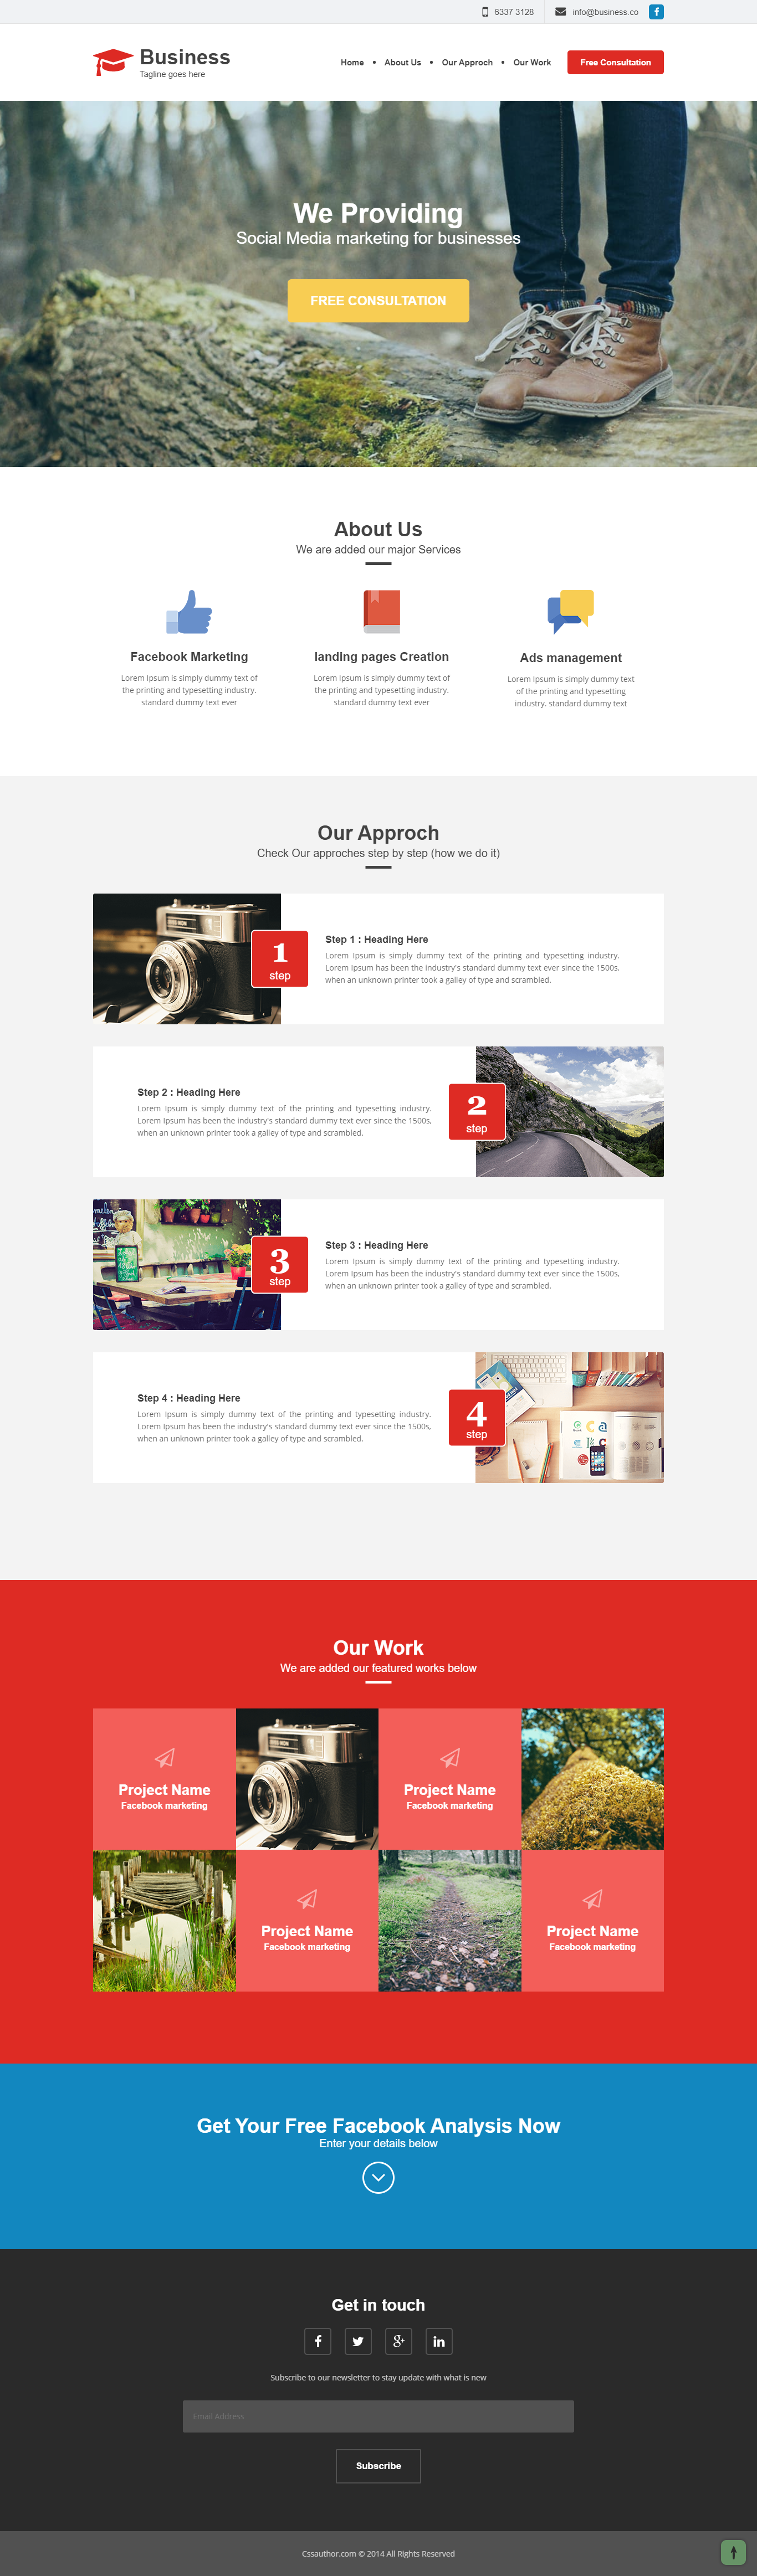 6337 3128
info@business.co
Business
Tagline goes here
Home • About Us • Our Approch • Our Work
Free Consultation
We Providing
Social Media marketing for businesses
FREE CONSULTATION
About Us
We are added our major Services
Facebook Marketing
Lorem Ipsum is simply dummy text of
the printing and typesetting industry.
standard dummy text ever
landing pages Creation
Lorem Ipsum is simply dummy text of
the printing and typesetting industry.
standard dummy text ever
Ads management
Lorem Ipsum is simply dummy text
of the printing and typesetting
industry. standard dummy text
Our Approch
Check Our approches step by step (how we do it)
1
step
Step 1 : Heading Here
Lorem Ipsum is simply dummy text of the printing and typesetting industry.
Lorem Ipsum has been the industry's standard dummy text ever since the 1500s,
when an unknown printer took a galley of type and scrambled.
Step 2 : Heading Here
Lorem Ipsum is simply dummy text of the printing and typesetting industry.
Lorem Ipsum has been the industry's standard dummy text ever since the 1500s,
when an unknown printer took a galley of type and scrambled.
2
step
3
step
Step 3 : Heading Here
Lorem Ipsum is simply dummy text of the printing and typesetting industry.
Lorem Ipsum has been the industry's standard dummy text ever since the 1500s,
when an unknown printer took a galley of type and scrambled.
Step 4 : Heading Here
Lorem Ipsum is simply dummy text of the printing and typesetting industry.
Lorem Ipsum has been the industry's standard dummy text ever since the 1500s,
when an unknown printer took a galley of type and scrambled.
4
step
Our Work
We are added our featured works below
Project Name
Facebook marketing
Project Name
Facebook marketing
Project Name
Facebook marketing
Project Name
Facebook marketing
Get Your Free Facebook Analysis Now
Enter your details below
Get in touch
Subscribe to our newsletter to stay update with what is new
Email Address
Subscribe
Cssauthor.com © 2014 All Rights Reserved